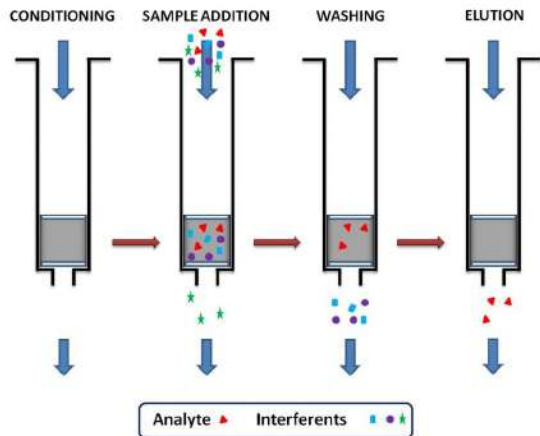 CONDITIONING SAMPLE ADDITION WASHING ELUTION
Analyte Interferents